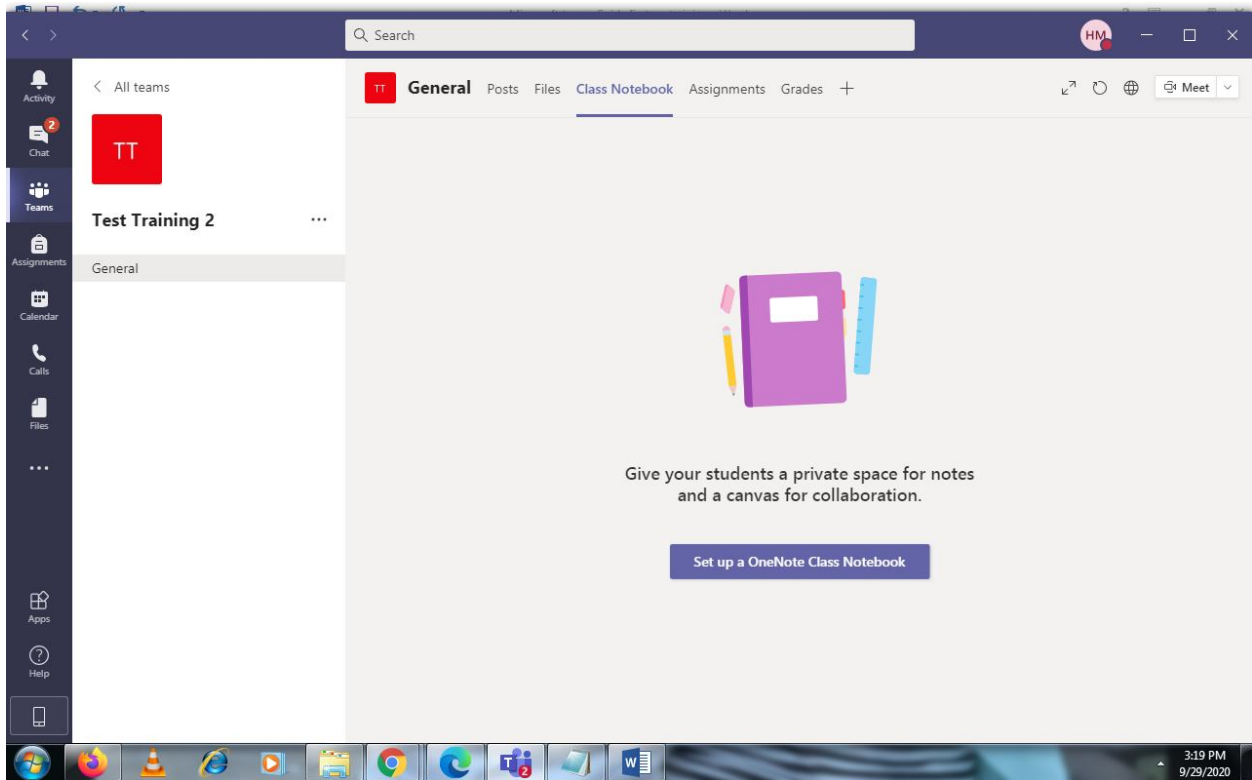 Search
HM
Activity
2
Chat
Teams
Assignments
Calendar
Calls
Files
Apps
Help
All teams
TT
Test Training 2
General
TT General Posts Files Class Notebook Assignments Grades
Meet
Give your students a private space for notes
and a canvas for collaboration.
Set up a OneNote Class Notebook
2
3:19 PM
9/29/2020